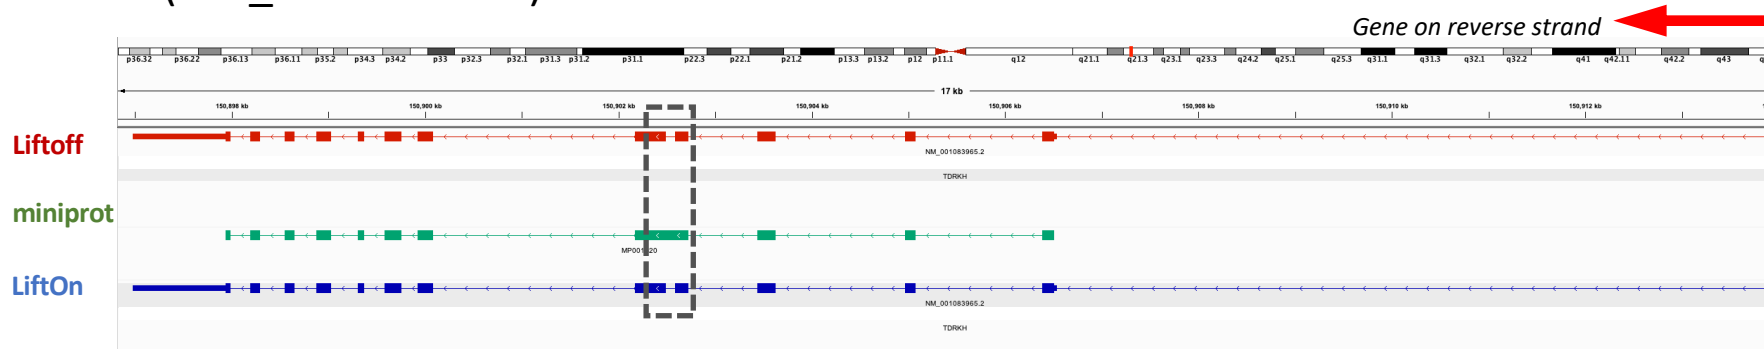 Gene on reverse strand
p36.32 p36.22 p36.13 p36.11 p35.2 p34.3 p34.2 p33 p32.3 p32.1 p31.3 p31.2 p31.1 p22.3 p22.1 p21.2 p13.3 p13.2 p12 p11.1 q12 q21.1 q21.3 q23.1 q23.3 q24.2 q25.1 q25.3 q31.1 q31.3 q32.1 q32.2 q41 q42.11 q42.2 q43
17 kb
150,898 kb 150,900 kb 150,902 kb 150,904 kb 150,906 kb 150,908 kb 150,910 kb 150,912 kb
Liftoff
NM_001083965.2
TDRKH
miniprot
LiftOn
NM_001083965.2
TDRKH